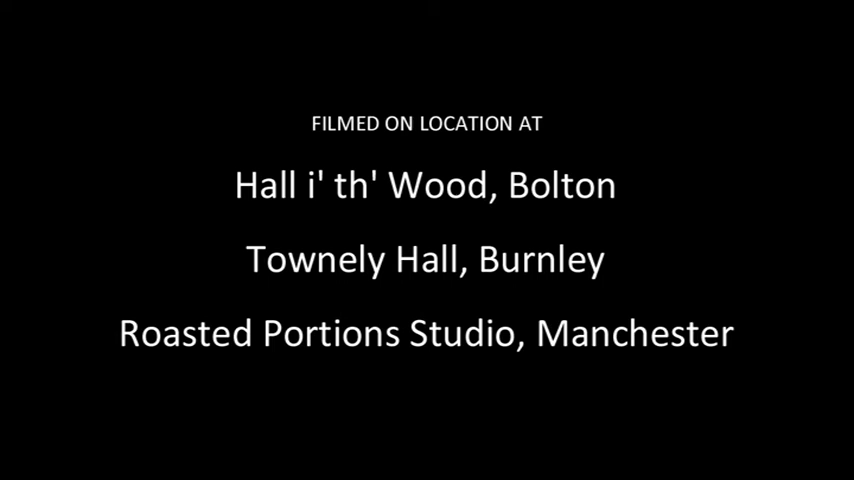 FILMED ON LOCATION AT
Hall i' th' Wood, Bolton
Townely Hall, Burnley
Roasted Portions Studio, Manchester